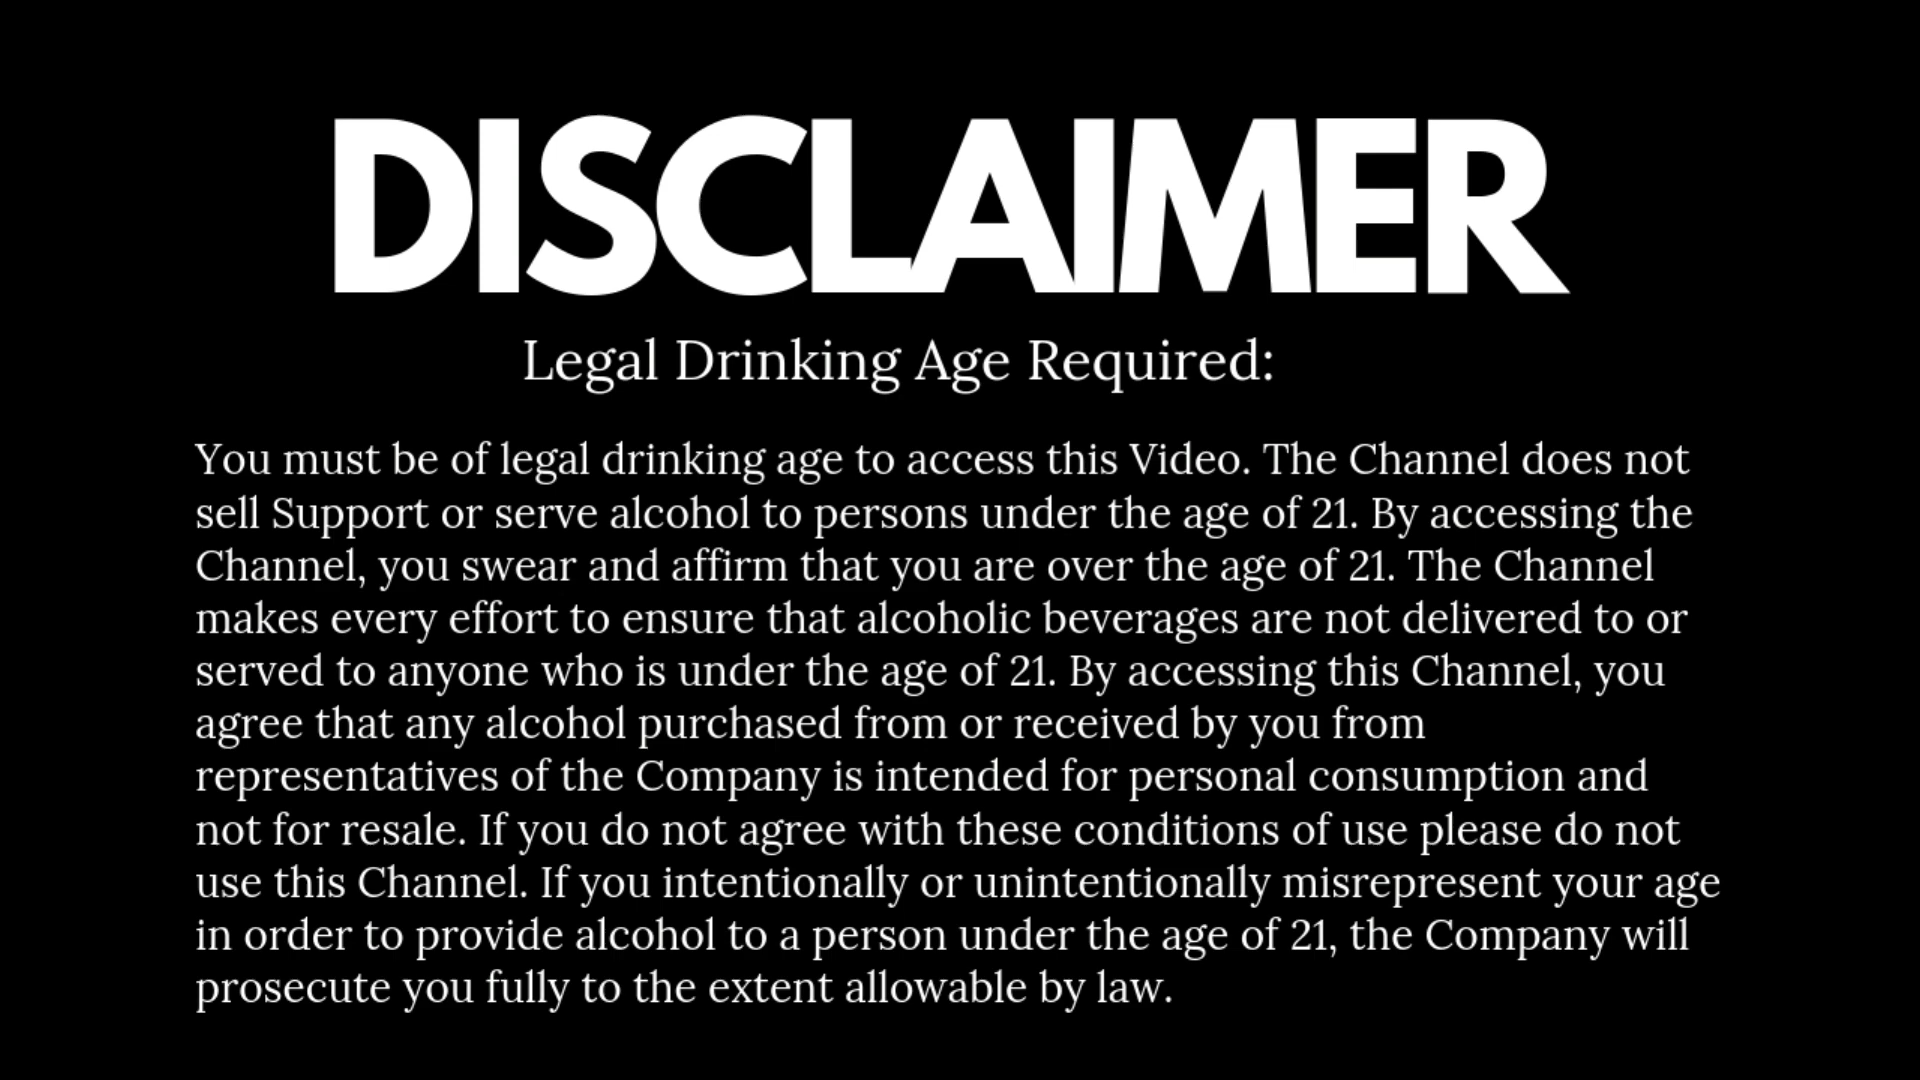 DISCLAIMER
Legal Drinking Age Required:
You must be of legal drinking age to access this Video. The Channel does not
sell Support or serve alcohol to persons under the age of 21. By accessing the
Channel, you swear and affirm that you are over the age of 21. The Channel
makes every effort to ensure that alcoholic beverages are not delivered to or
served to anyone who is under the age of 21. By accessing this Channel, you
agree that any alcohol purchased from or received by you from
representatives of the Company is intended for personal consumption and
not for resale. If you do not agree with these conditions of use please do not
use this Channel. If you intentionally or unintentionally misrepresent your age
in order to provide alcohol to a person under the age of 21, the Company will
prosecute you fully to the extent allowable by law.